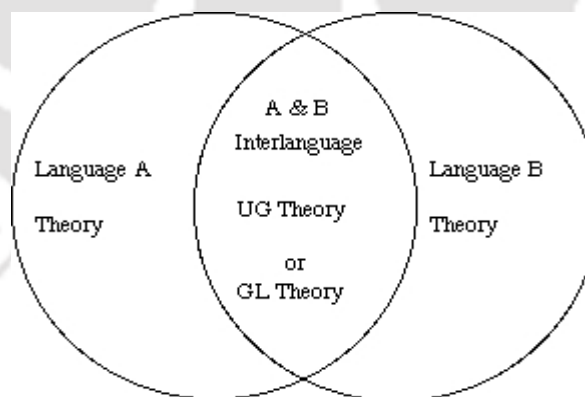 Language A
Theory
A & B
Interlanguage
UG Theory
or
GL Theory
Language B
Theory